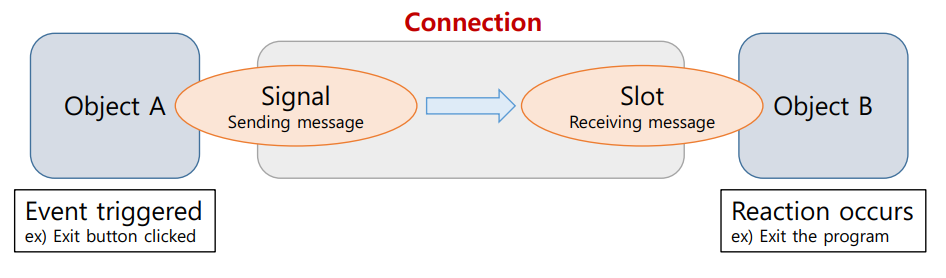 Connection
Object A
Signal
Sending message
Slot
Receiving message
Object B
Event triggered
ex) Exit button clicked
Reaction occurs
ex) Exit the program